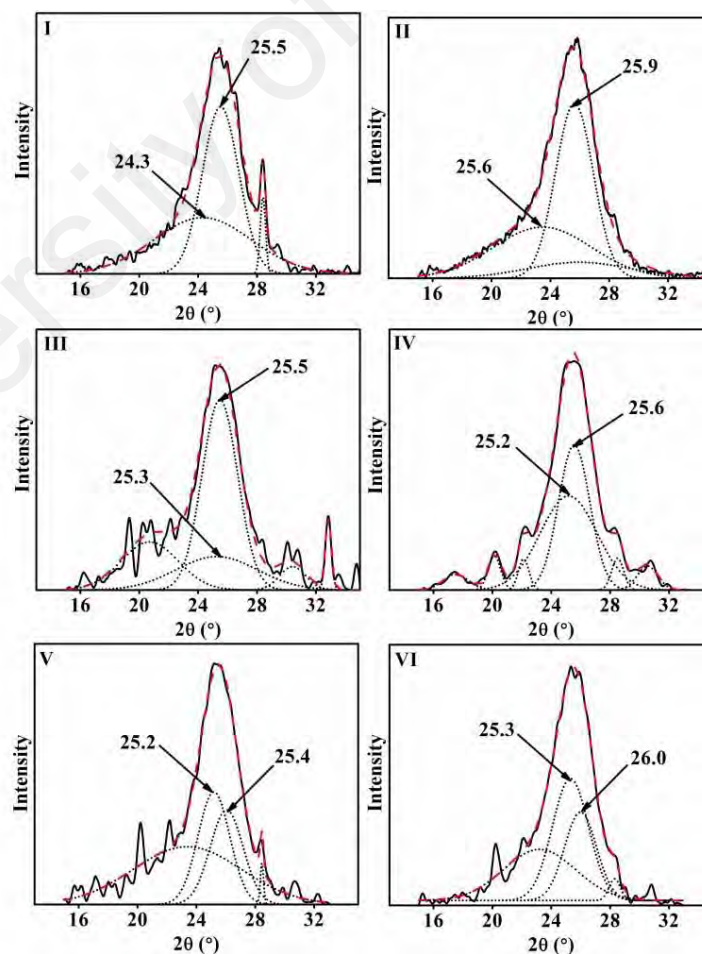 ersity of
I
25.5
24.3
Intensity
16 20 24 28 32
2θ (°)
II
25.9
25.6
Intensity
16 20 24 28 32
2θ (°)
III
25.5
25.3
Intensity
16 20 24 28 32
2θ (°)
IV
25.6
25.2
Intensity
16 20 24 28 32
2θ (°)
V
25.2
25.4
Intensity
16 20 24 28 32
2θ (°)
VI
25.3
26.0
Intensity
16 20 24 28 32
2θ (°)